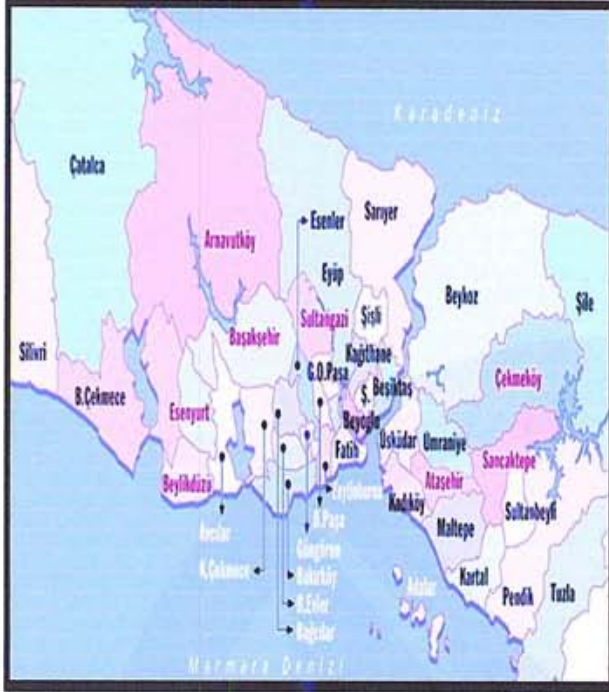 Karadeniz
Çatalca
Sarıyer
Esenler
Arnavutköy
Eyüp
Beykoz
Şile
Sultangazi
Şişli
Silivri
Başakşehir
Kağıthane
G.O.Paşa
Çekmeköy
B.Çekmece
Ş.
Beşiktaş
Esenyurt
Beyoğlu
Üsküdar
Ümraniye
Fatih
Sancaktepe
Beylikdüzü
Ataşehir
Zeytinburnu
Kadıköy
Sultanbeyli
B.Paşa
Maltepe
Avcılar
Güngören
K.Çekmece
Bakırköy
Kartal
Adalar
Pendik
Tuzla
B.Evler
Bağcılar
Marmara Denizi